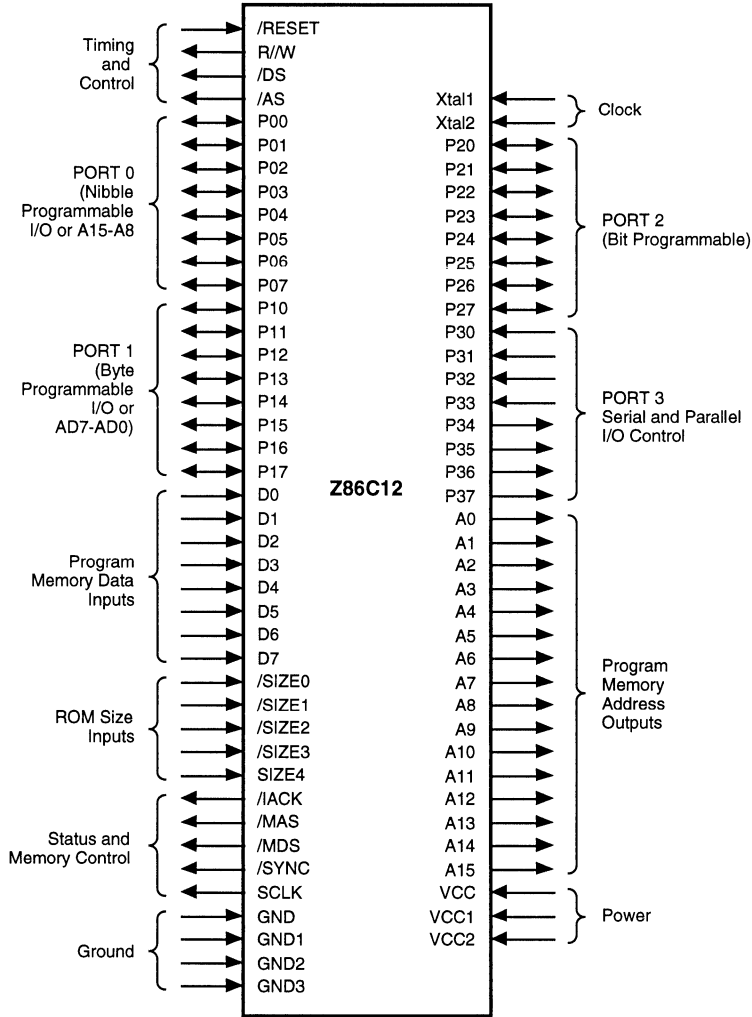 Timing
and
Control
/RESET
R//W
/DS
/AS
PORT 0
(Nibble
Programmable
I/O or A15-A8
P00
P01
P02
P03
P04
P05
P06
P07
PORT 1
(Byte
Programmable
I/O or
AD7-AD0)
P10
P11
P12
P13
P14
P15
P16
P17
Program
Memory Data
Inputs
D0
D1
D2
D3
D4
D5
D6
D7
ROM Size
Inputs
/SIZE0
/SIZE1
/SIZE2
/SIZE3
SIZE4
Status and
Memory Control
/IACK
/MAS
/MDS
/SYNC
SCLK
Ground
GND
GND1
GND2
GND3
Z86C12
Xtal1
Xtal2
Clock
P20
P21
P22
P23
P24
P25
P26
P27
PORT 2
(Bit Programmable)
P30
P31
P32
P33
P34
P35
P36
P37
PORT 3
Serial and Parallel
I/O Control
A0
A1
A2
A3
A4
A5
A6
A7
A8
A9
A10
A11
A12
A13
A14
A15
Program
Memory
Address
Outputs
VCC
VCC1
VCC2
Power